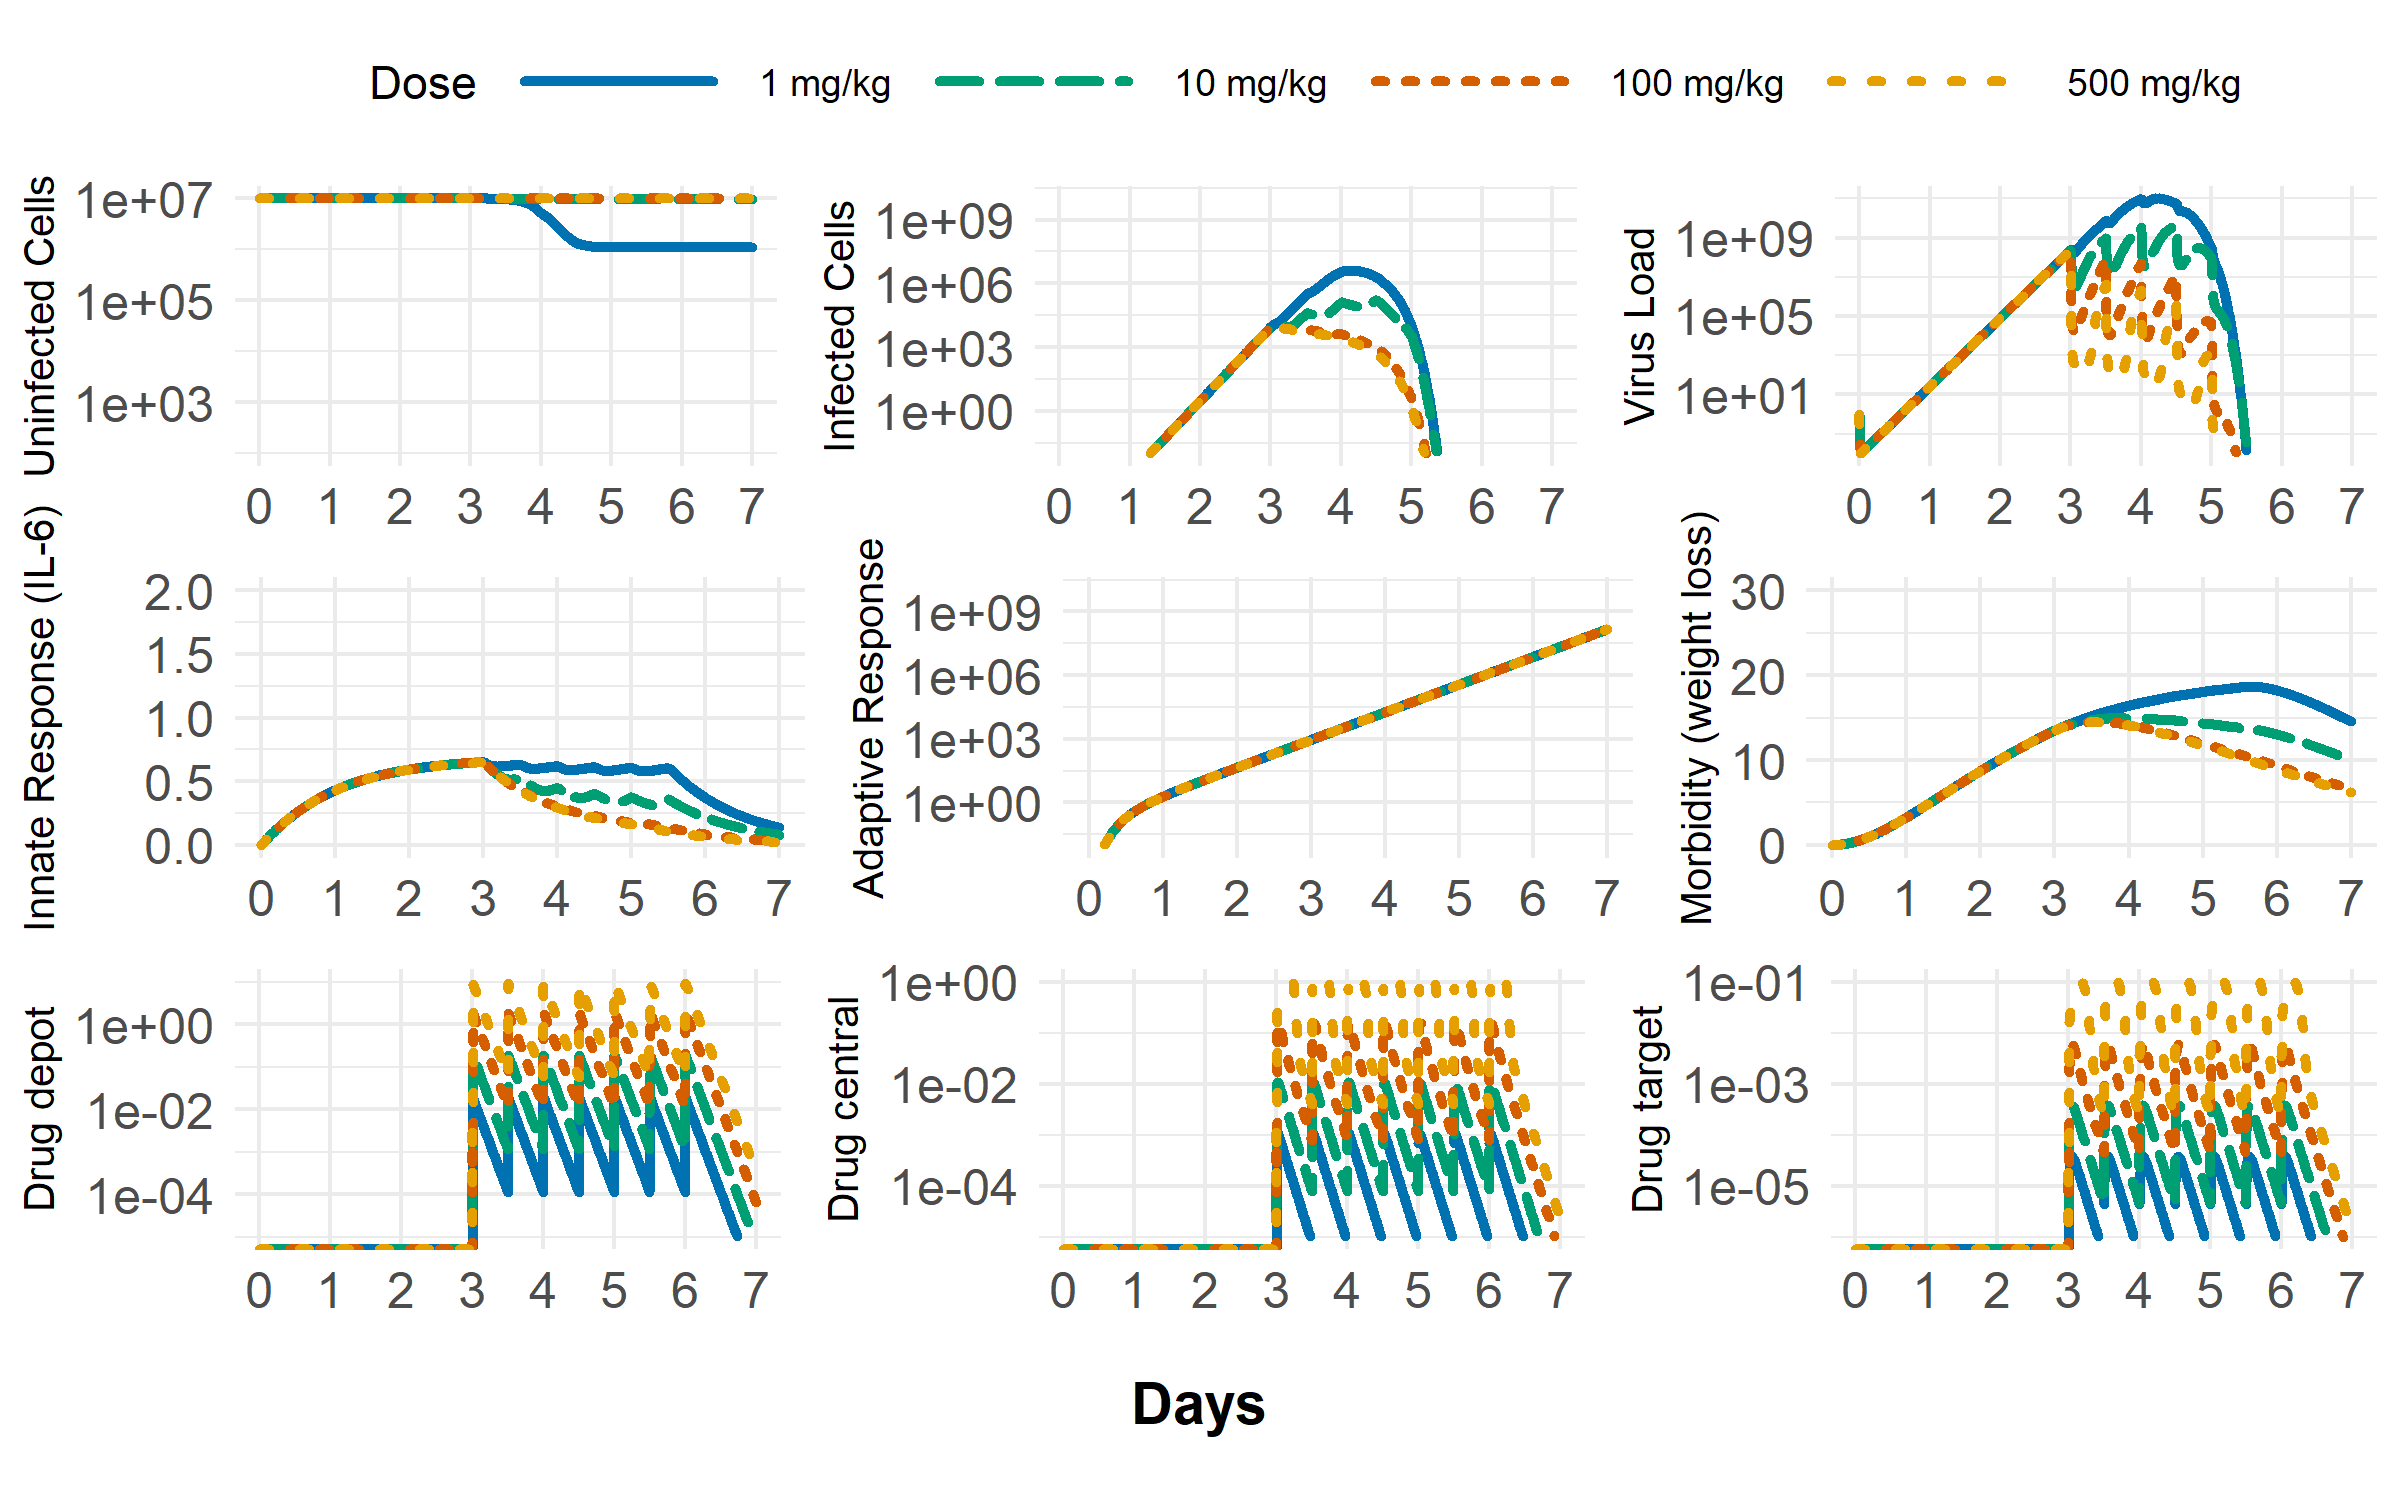 Dose 1 mg/kg 10 mg/kg 100 mg/kg 500 mg/kg
Uninfected Cells
1e+07
1e+05
1e+03
0 1 2 3 4 5 6 7
Infected Cells
1e+09
1e+06
1e+03
1e+00
0 1 2 3 4 5 6 7
Virus Load
1e+09
1e+05
1e+01
0 1 2 3 4 5 6 7
Innate Response (IL-6)
2.0
1.5
1.0
0.5
0.0
0 1 2 3 4 5 6 7
Adaptive Response
1e+09
1e+06
1e+03
1e+00
0 1 2 3 4 5 6 7
Morbidity (weight loss)
30
20
10
0
0 1 2 3 4 5 6 7
Drug depot
1e+00
1e-02
1e-04
0 1 2 3 4 5 6 7
Drug central
1e+00
1e-02
1e-04
0 1 2 3 4 5 6 7
Drug target
1e-01
1e-03
1e-05
0 1 2 3 4 5 6 7
Days